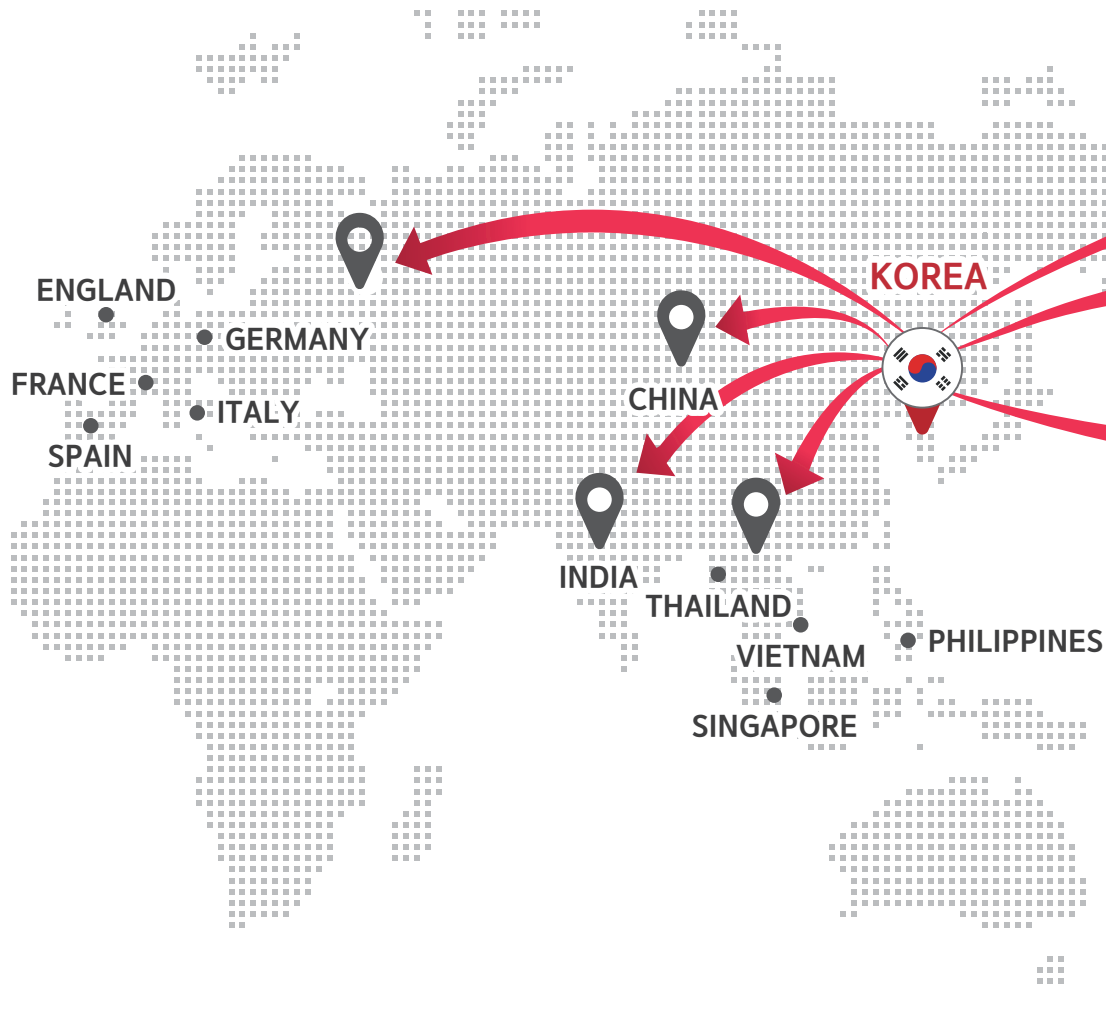 KOREA
ENGLAND
GERMANY
FRANCE
ITALY
CHINA
SPAIN
INDIA
THAILAND
PHILIPPINES
VIETNAM
SINGAPORE